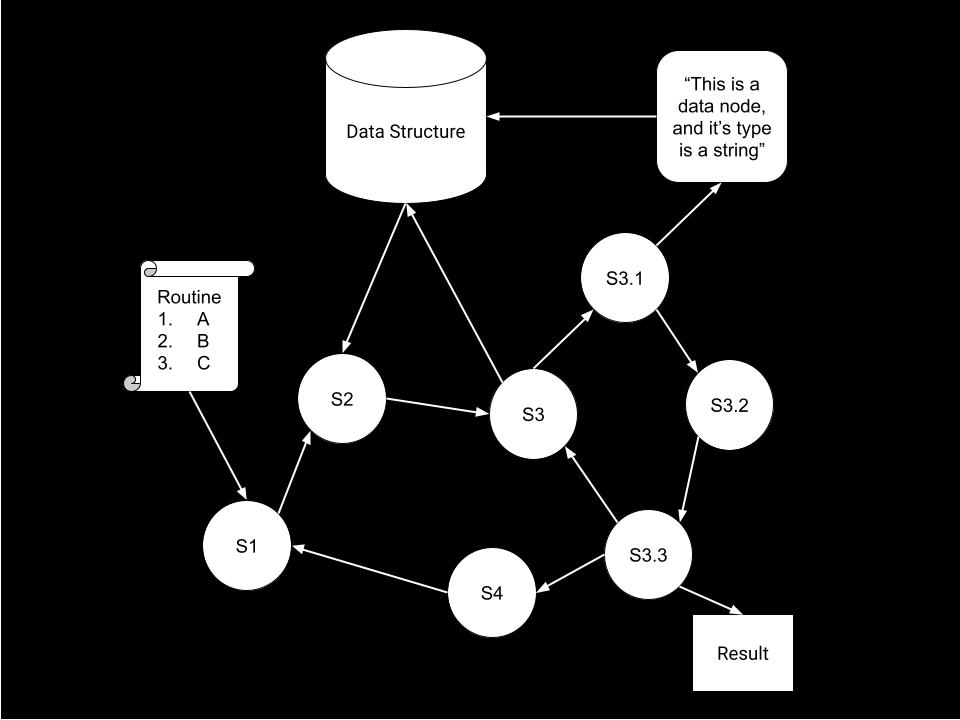 Data Structure
“This is a
data node,
and it’s type
is a string”
S3.1
Routine
1. A
2. B
3. C
S2
S3
S3.2
S1
S3.3
S4
Result